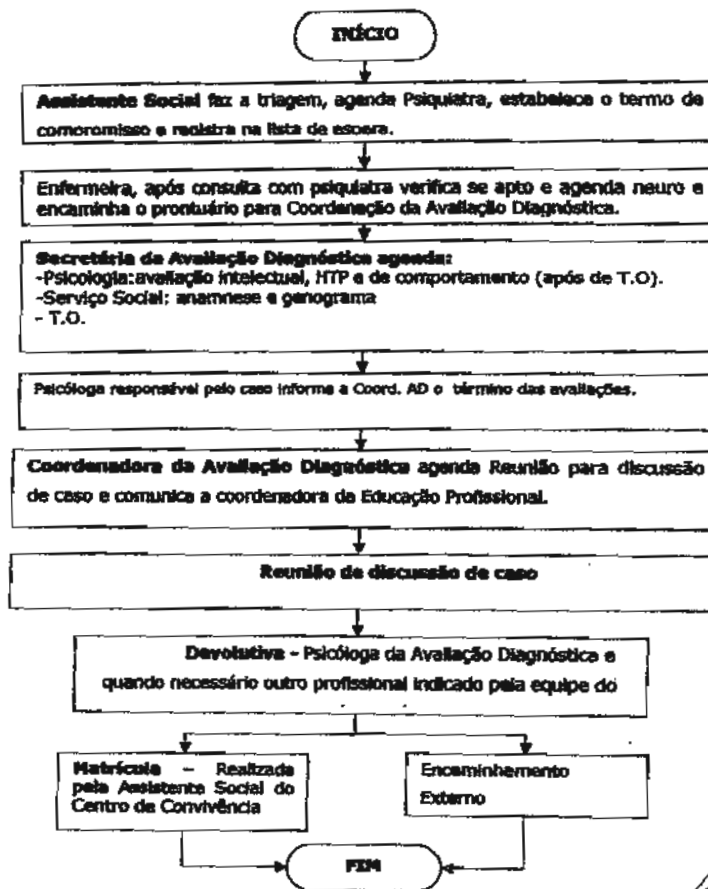 INÍCIO
Assistente Social faz a triagem, agenda Psiquiatra, estabelece o termo de
compromisso e registra na lista de espera.
Enfermeira, após consulta com psiquiatra verifica se apto e agenda neuro e
encaminha o prontuário para Coordenação da Avaliação Diagnóstica.
Secretária da Avaliação Diagnóstica agenda:
-Psicologia:avaliação intelectual, HTP e de comportamento (após de T.O).
-Serviço Social: anamnese e genograma
- T.O.
Psicóloga responsável pelo caso informa a Coord. AD o término das avaliações.
Coordenadora da Avaliação Diagnóstica agenda Reunião para discussão
de caso e comunica a coordenadora da Educação Profissional.
Reunião de discussão de caso
Devolutiva - Psicóloga da Avaliação Diagnóstica e
quando necessário outro profissional indicado pela equipe do
Matrícula – Realizada
pela Assistente Social do
Centro de Convivência
Encaminhamento
Externo
FIM